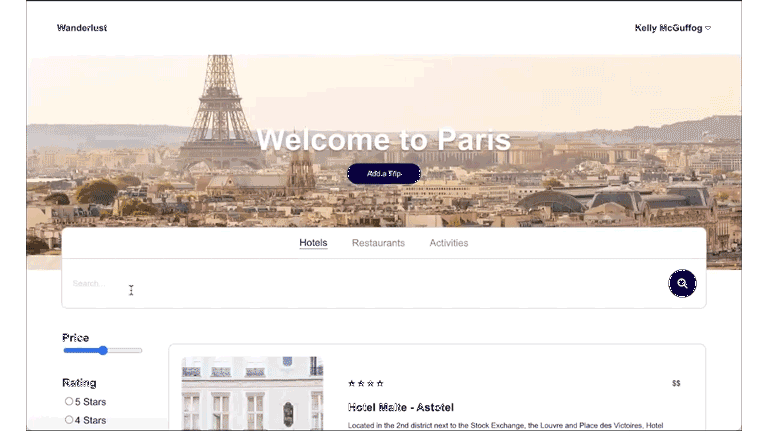 Wanderlust
Kelly McGuffog
Welcome to Paris
Add a Trip
Hotels Restaurants Activities
Search...
Price
Rating
5 Stars
4 Stars
$$
Hotel Malte - Astotel
Located in the 2nd district next to the Stock Exchange, the Louvre and Place des Victoires, Hotel